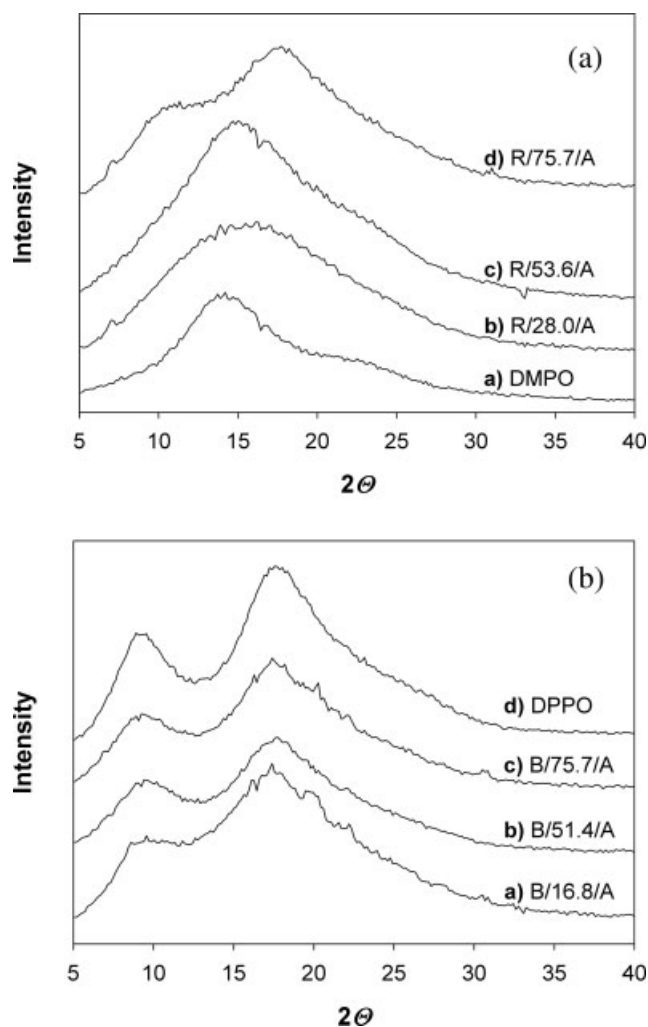 (a)
Intensity
d) R/75.7/A
c) R/53.6/A
b) R/28.0/A
a) DMPO
5 10 15 20 25 30 35 40
2Θ
(b)
Intensity
d) DPPO
c) B/75.7/A
b) B/51.4/A
a) B/16.8/A
5 10 15 20 25 30 35 40
2Θ